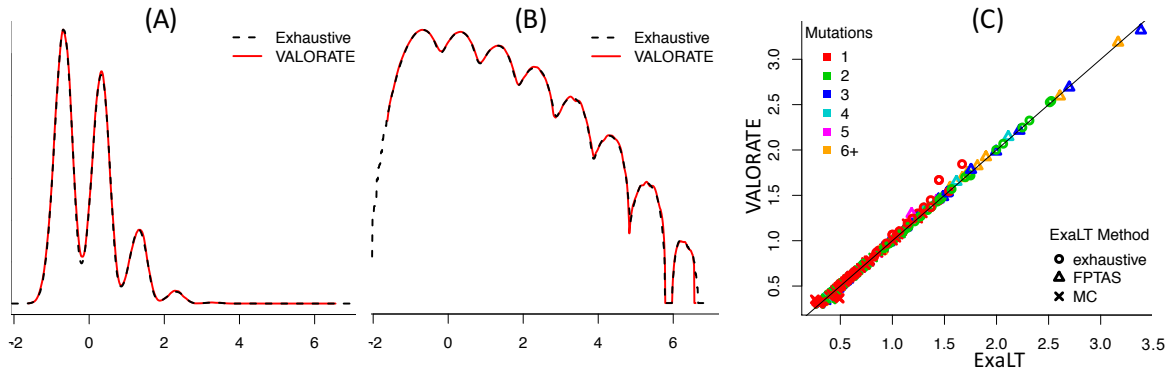 (A)
Exhaustive
VALORATE
-2 0 2 4 6
(B)
Exhaustive
VALORATE
-2 0 2 4 6
(C)
Mutations
1
2
3
4
5
6+
VALORATE
0.5 1.0 1.5 2.0 2.5 3.0
ExaLT Method
exhaustive
FPTAS
MC
0.5 1.0 1.5 2.0 2.5 3.0 3.5
ExaLT